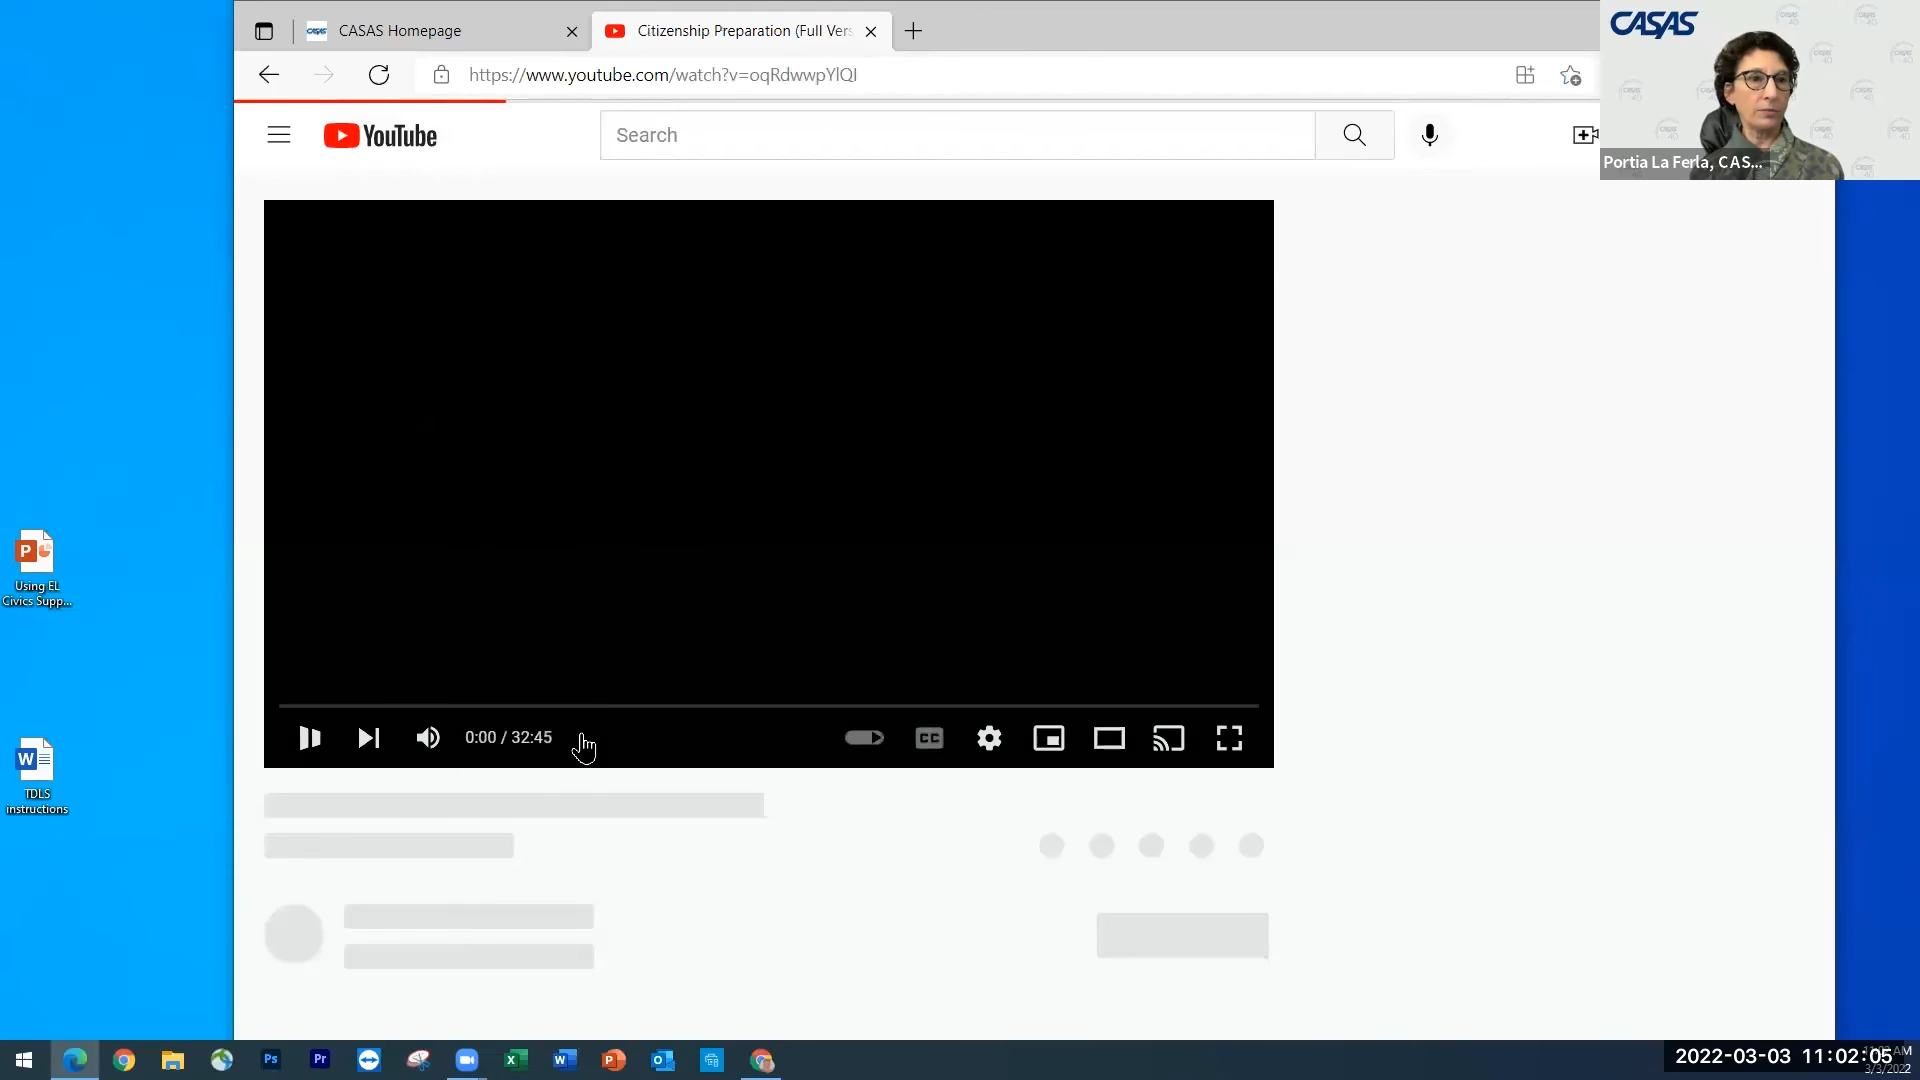 CASAS Homepage
Citizenship Preparation (Full Vers
https://www.youtube.com/watch?v=oqRdwwpYlQI
YouTube
Search
CASAS
Portia La Ferla, CAS...
0:00 / 32:45
CC
Using EL
Civics Supp...
TDLS
instructions
2022-03-03 11:02:05